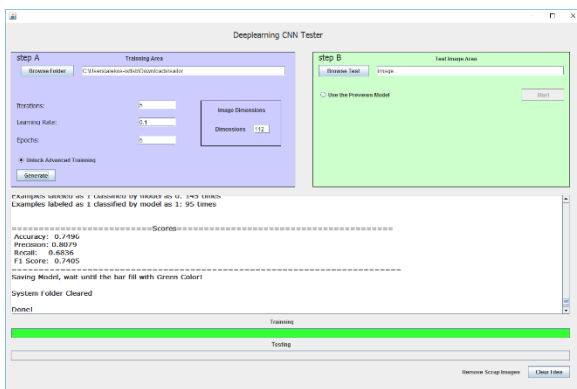 Deeplearning CNN Tester
step A
Training Area
Browse Folder
step B
Test Image Area
Browse Test
Image...
Iterations:
5
Learning Rate:
0.1
Epochs:
5
Image Dimensions
Dimensions
112
Unlock Advanced Training
Generate
Use the Previous Model
Start
Examples labeled as 1 classified by model as 0: 145 times
Examples labeled as 1 classified by model as 1: 95 times
==========================Scores========================================
Accuracy: 0.7496
Precision: 0.8079
Recall: 0.6836
F1 Score: 0.7405
========================================================================
Saving Model, wait until the bar fill with Green Color!
System Folder Cleared
Done!
Training
Testing
Remove Scrap Images
Clear Files